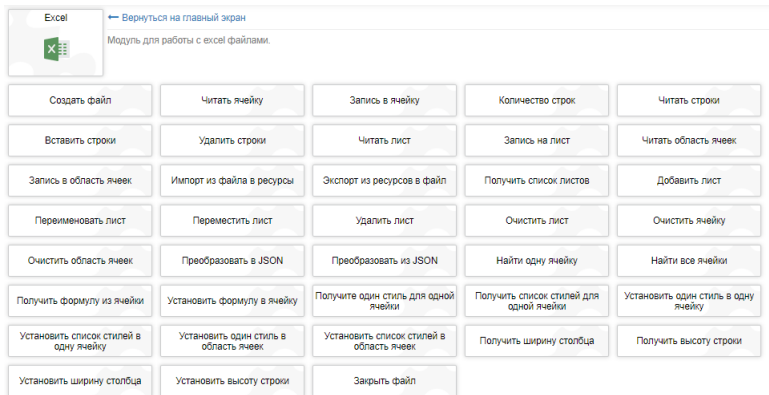 Excel
← Вернуться на главный экран
Модуль для работы с excel файлами.
Создать файл
Читать ячейку
Запись в ячейку
Количество строк
Читать строки
Вставить строки
Удалить строки
Читать лист
Запись на лист
Читать область ячеек
Запись в область ячеек
Импорт из файла в ресурсы
Экспорт из ресурсов в файл
Получить список листов
Добавить лист
Переименовать лист
Переместить лист
Удалить лист
Очистить лист
Очистить ячейку
Очистить область ячеек
Преобразовать в JSON
Преобразовать из JSON
Найти одну ячейку
Найти все ячейки
Получить формулу из ячейки
Установить формулу в ячейку
Получите один стиль для одной
ячейки
Получить список стилей для
одной ячейки
Установить один стиль в одну
ячейку
Установить список стилей в
одну ячейку
Установить один стиль в
область ячеек
Установить список стилей в
область ячеек
Получить ширину столбца
Получить высоту строки
Установить ширину столбца
Установить высоту строки
Закрыть файл